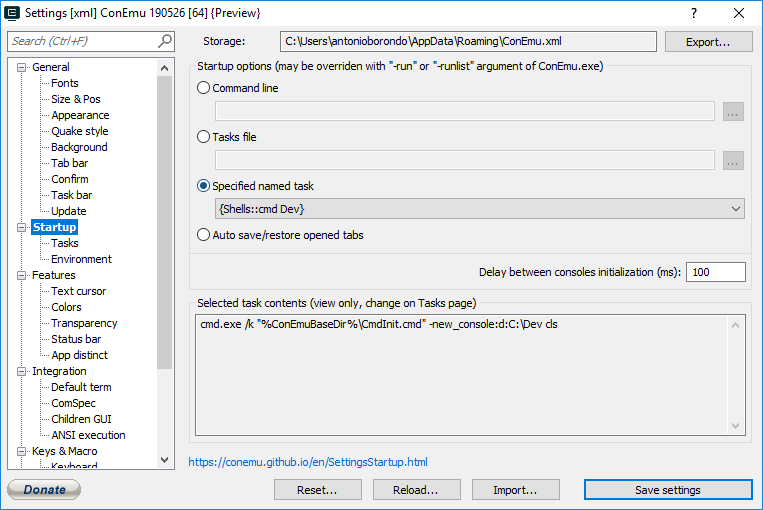 Settings [xml] ConEmu 190526 [64] {Preview}
?
Search (Ctrl+F)
Storage:
C:\Users\antonioborondo\AppData\Roaming\ConEmu.xml
Export...
General
Fonts
Size & Pos
Appearance
Quake style
Background
Tab bar
Confirm
Task bar
Update
Startup
Tasks
Environment
Features
Text cursor
Colors
Transparency
Status bar
App distinct
Integration
Default term
ComSpec
Children GUI
ANSI execution
Keys & Macro
Keyboard
Startup options (may be overriden with "-run" or "-runlist" argument of ConEmu.exe)
Command line
...
Tasks file
...
Specified named task
{Shells::cmd Dev}
Auto save/restore opened tabs
Delay between consoles initialization (ms):
100
Selected task contents (view only, change on Tasks page)
cmd.exe /k "%ConEmuBaseDir%\CmdInit.cmd" -new_console:d:C:\Dev cls
https://conemu.github.io/en/SettingsStartup.html
Donate
Reset...
Reload...
Import...
Save settings